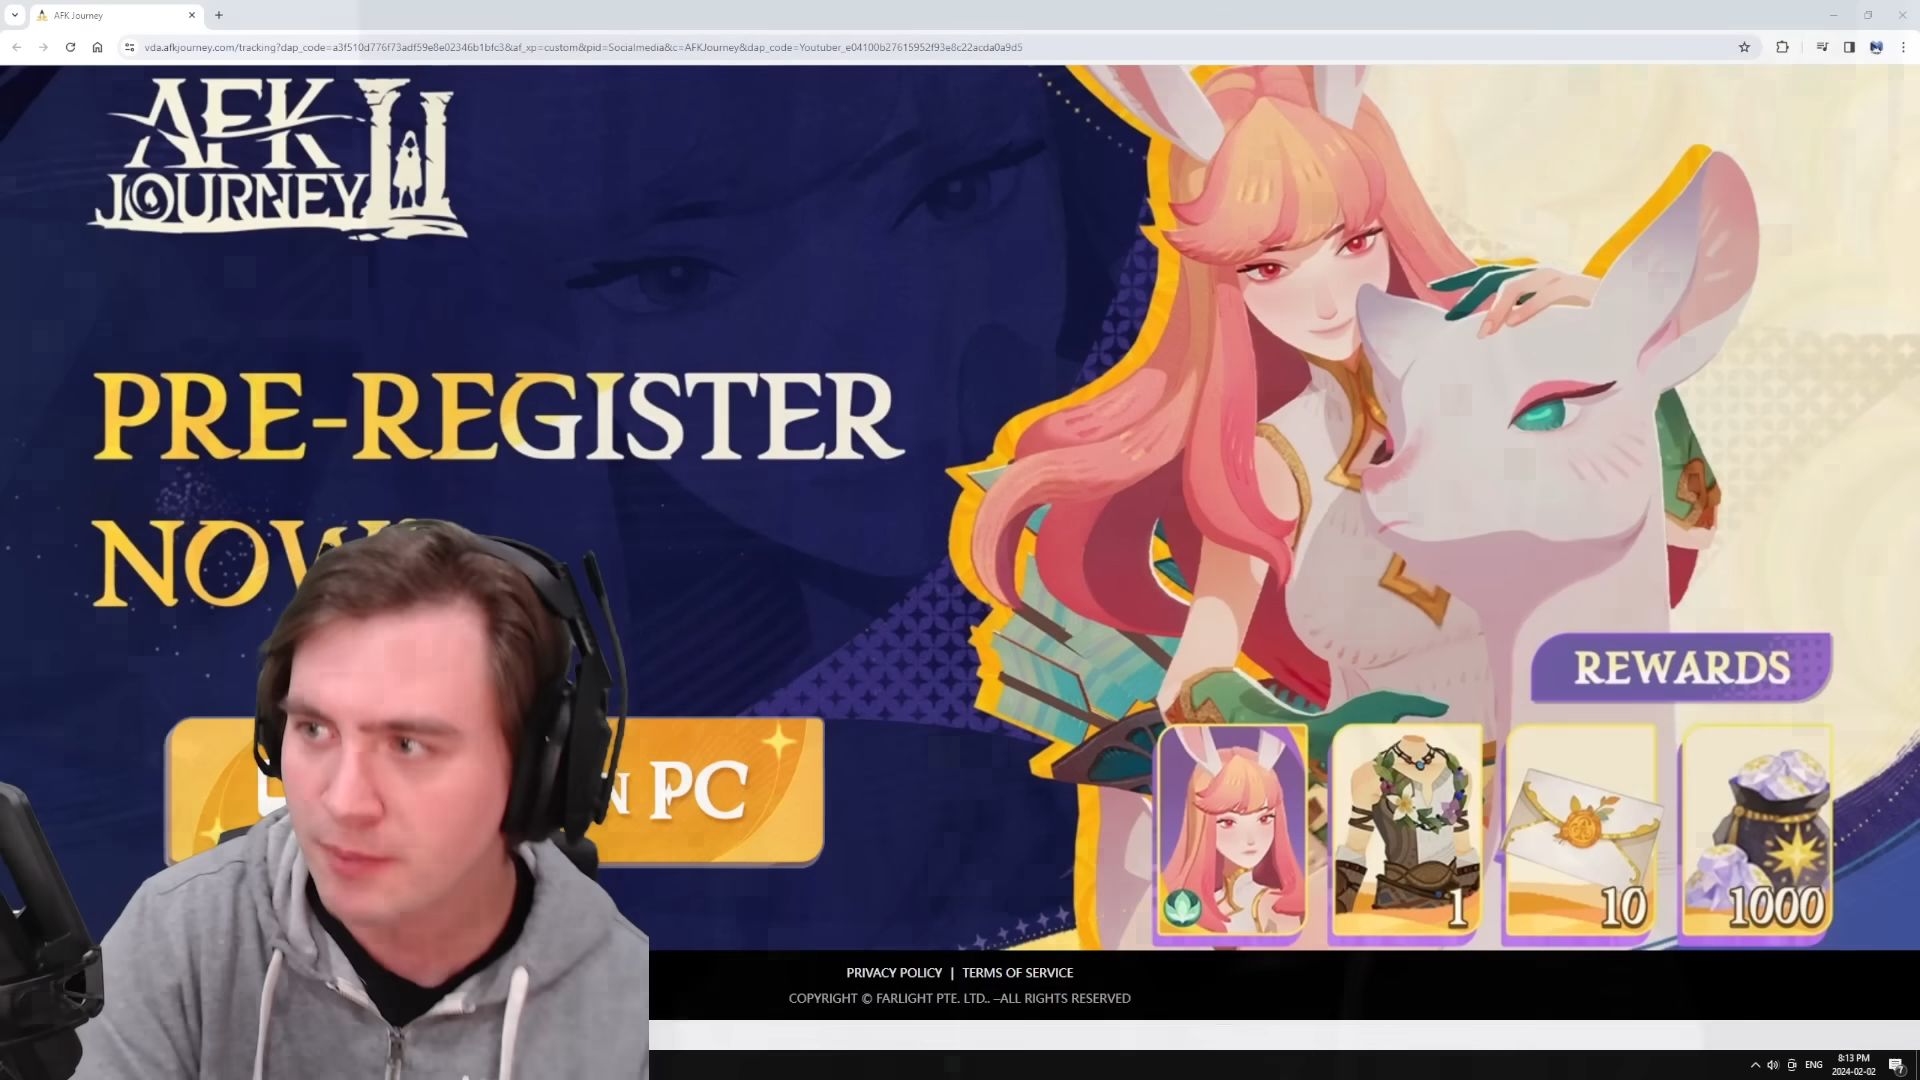 AFK Journey
vda.afkjourney.com/tracking?dap_code=a3f510d776f73adf59e8e02346b1bfc3&af_xp=custom&pid=Socialmedia&c=AFKJourney&dap_code=Youtuber_e04100b27615952f93e8c22acda0a9d5
AFK
JOURNEY
PRE-REGISTER
NOW
PC
REWARDS
1
10
1000
PRIVACY POLICY | TERMS OF SERVICE
COPYRIGHT © FARLIGHT PTE. LTD.. –ALL RIGHTS RESERVED
ENG
8:13 PM
2024-02-02
7